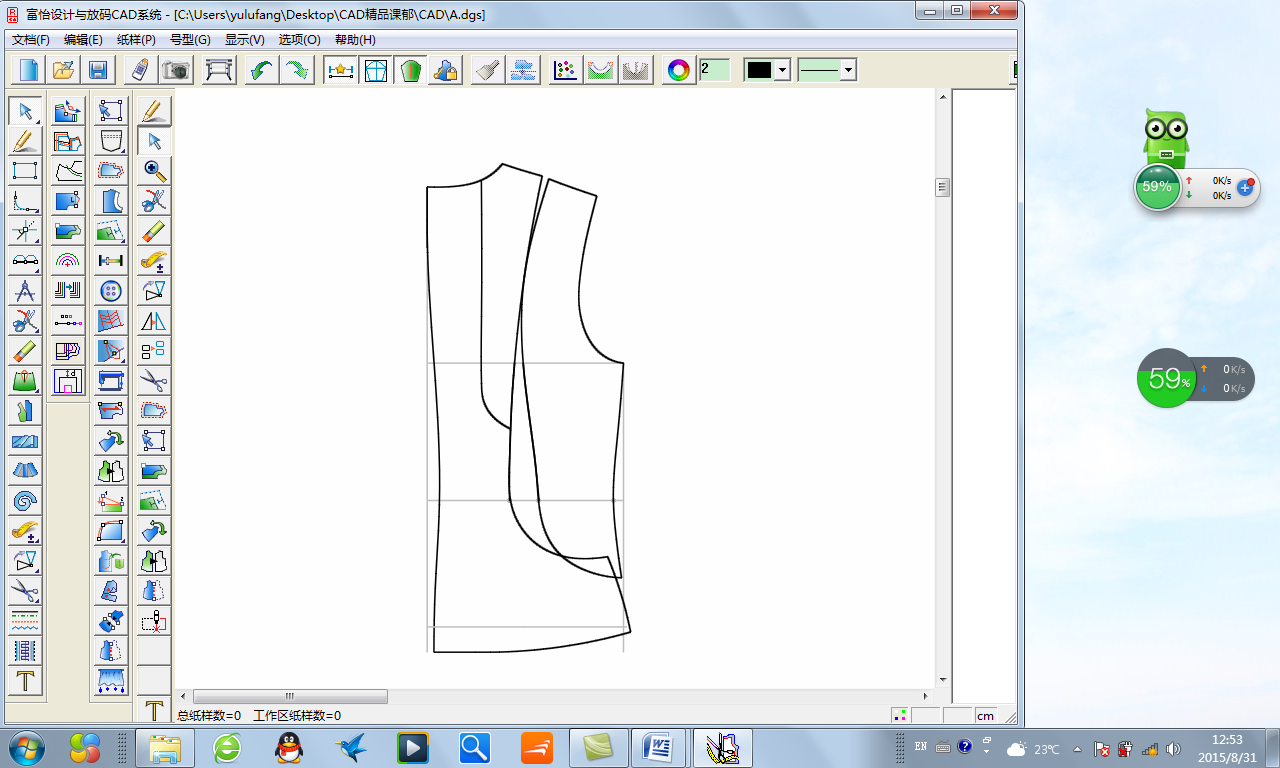 富怡设计与放码CAD系统 - [C:\Users\yulufang\Desktop\CAD精品课郁\CAD\A.dgs]
文档(F) 编辑(E) 纸样(P) 号型(G) 显示(V) 选项(O) 帮助(H)
2
59%
0K/s
0K/s
59%
0K/s
0K/s
总纸样数=0 工作区纸样数=0
cm
EN
23℃
12:53
2015/8/31